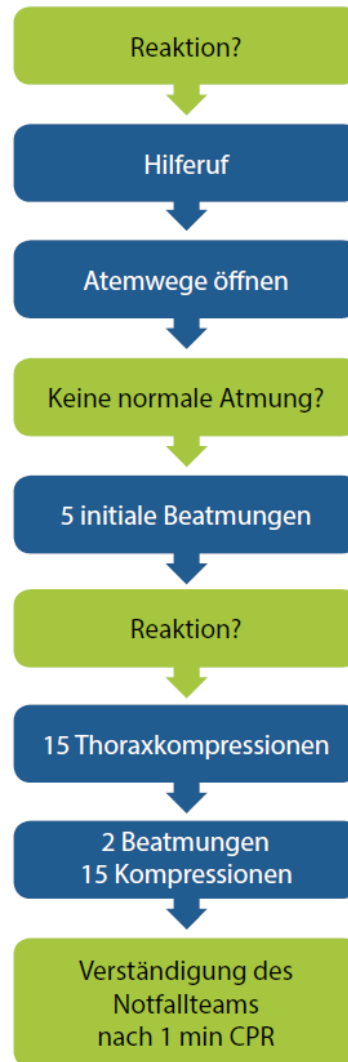 Reaktion?
Hilferuf
Atemwege öffnen
Keine normale Atmung?
5 initiale Beatmungen
Reaktion?
15 Thoraxkompressionen
2 Beatmungen
15 Kompressionen
Verständigung des
Notfallteams
nach 1 min CPR